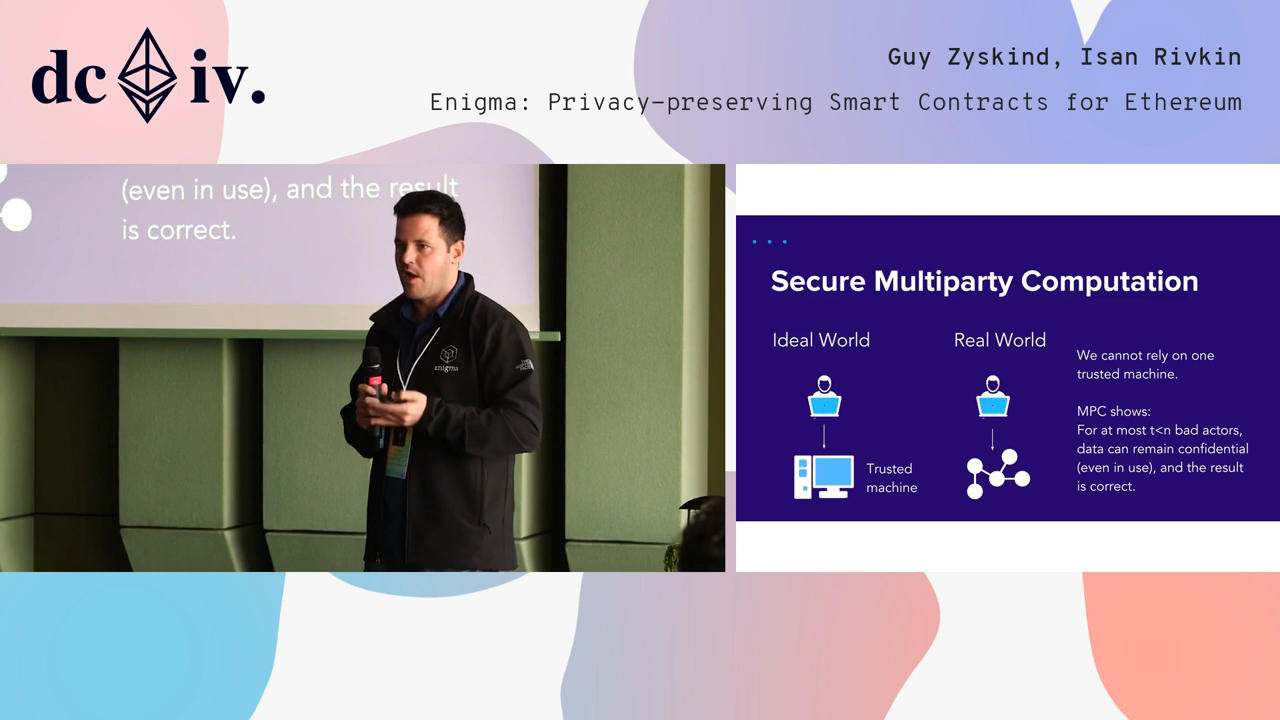 dc iv.
Guy Zyskind, Isan Rivkin
Enigma: Privacy-preserving Smart Contracts for Ethereum
(even in use), and the result
is correct.
enigma
THE NORTH FACE
Secure Multiparty Computation
Ideal World
Real World
We cannot rely on one
trusted machine.
MPC shows:
For at most t<n bad actors,
data can remain confidential
(even in use), and the result
is correct.
Trusted
machine